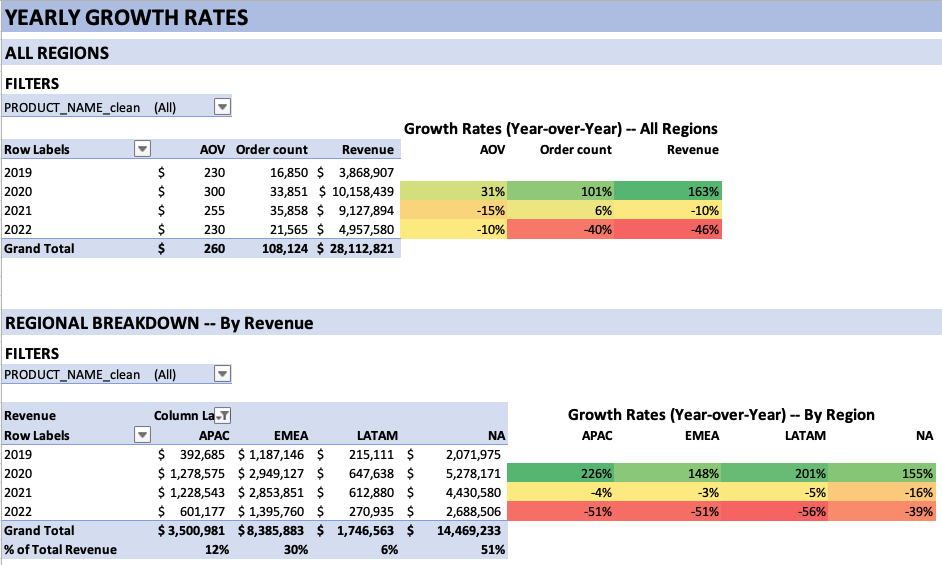 YEARLY GROWTH RATES
ALL REGIONS
FILTERS
PRODUCT_NAME_clean (All)
Growth Rates (Year-over-Year) -- All Regions
Row Labels AOV Order count Revenue AOV Order count Revenue
2019 $ 230 16,850 $ 3,868,907
2020 $ 300 33,851 $ 10,158,439 31% 101% 163%
2021 $ 255 35,858 $ 9,127,894 -15% 6% -10%
2022 $ 230 21,565 $ 4,957,580 -10% -40% -46%
Grand Total $ 260 108,124 $ 28,112,821
REGIONAL BREAKDOWN -- By Revenue
FILTERS
PRODUCT_NAME_clean (All)
Revenue Column La Growth Rates (Year-over-Year) -- By Region
Row Labels APAC EMEA LATAM NA APAC EMEA LATAM NA
2019 $ 392,685 $ 1,187,146 $ 215,111 $ 2,071,975
2020 $ 1,278,575 $ 2,949,127 $ 647,638 $ 5,278,171 226% 148% 201% 155%
2021 $ 1,228,543 $ 2,853,851 $ 612,880 $ 4,430,580 -4% -3% -5% -16%
2022 $ 601,177 $ 1,395,760 $ 270,935 $ 2,688,506 -51% -51% -56% -39%
Grand Total $ 3,500,981 $ 8,385,883 $ 1,746,563 $ 14,469,233
% of Total Revenue 12% 30% 6% 51%